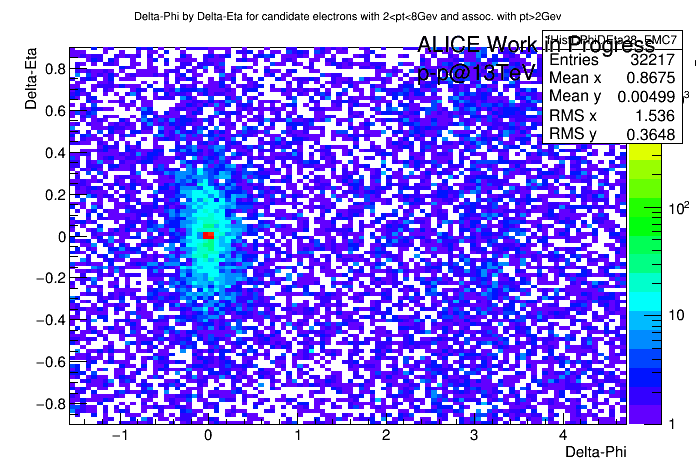 Delta-Phi by Delta-Eta for candidate electrons with 2<pt<8Gev and assoc. with pt>2Gev
ALICE Work in Progress
p-p@13TeV
Entries 32217
Mean x 0.8675
Mean y 0.00499
RMS x 1.536
RMS y 0.3648
Delta-Eta
0.8
0.6
0.4
0.2
0
−0.2
−0.4
−0.6
−0.8
−1 0 1 2 3 4
Delta-Phi
3
10²
10
1